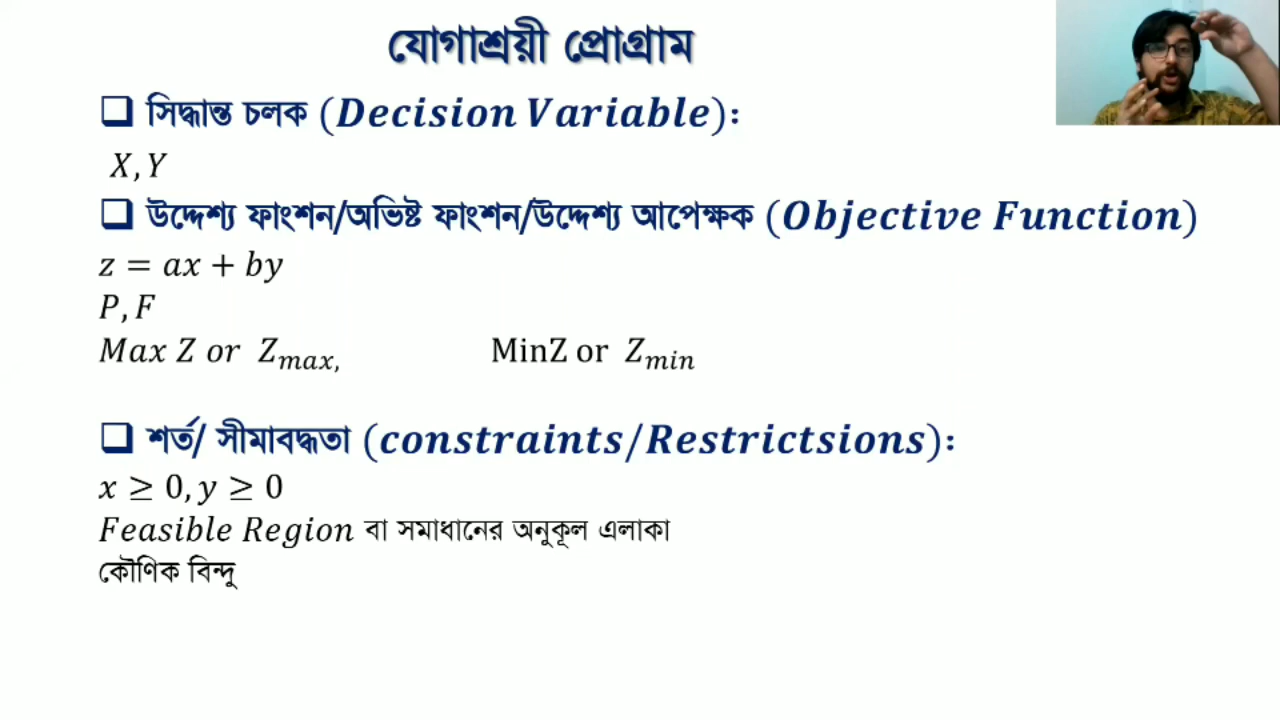 যোগাশ্রয়ী প্রোগ্রাম
❑ সিদ্ধান্ত চলক (Decision Variable):
X, Y
❑ উদ্দেশ্য ফাংশন/অভিষ্ট ফাংশন/উদ্দেশ্য আপেক্ষক (Objective Function)
z = ax + by
P, F
Max Z or Z_max, MinZ or Z_min
❑ শর্ত/ সীমাবদ্ধতা (constraints/Restrictsions):
x ≥ 0, y ≥ 0
Feasible Region বা সমাধানের অনুকূল এলাকা
কৌণিক বিন্দু